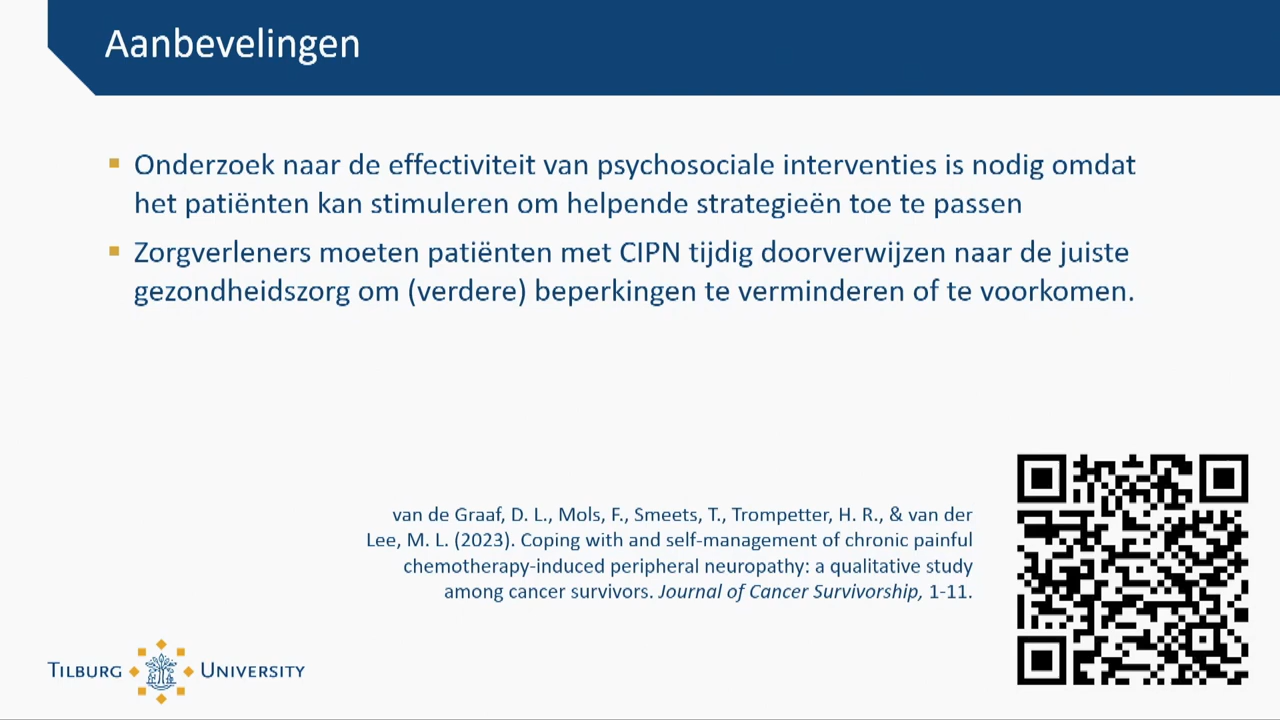 Aanbevelingen
Onderzoek naar de effectiviteit van psychosociale interventies is nodig omdat
het patiënten kan stimuleren om helpende strategieën toe te passen
Zorgverleners moeten patiënten met CIPN tijdig doorverwijzen naar de juiste
gezondheidszorg om (verdere) beperkingen te verminderen of te voorkomen.
van de Graaf, D. L., Mols, F., Smeets, T., Trompetter, H. R., & van der
Lee, M. L. (2023). Coping with and self-management of chronic painful
chemotherapy-induced peripheral neuropathy: a qualitative study
among cancer survivors. Journal of Cancer Survivorship, 1-11.
TILBURG UNIVERSITY